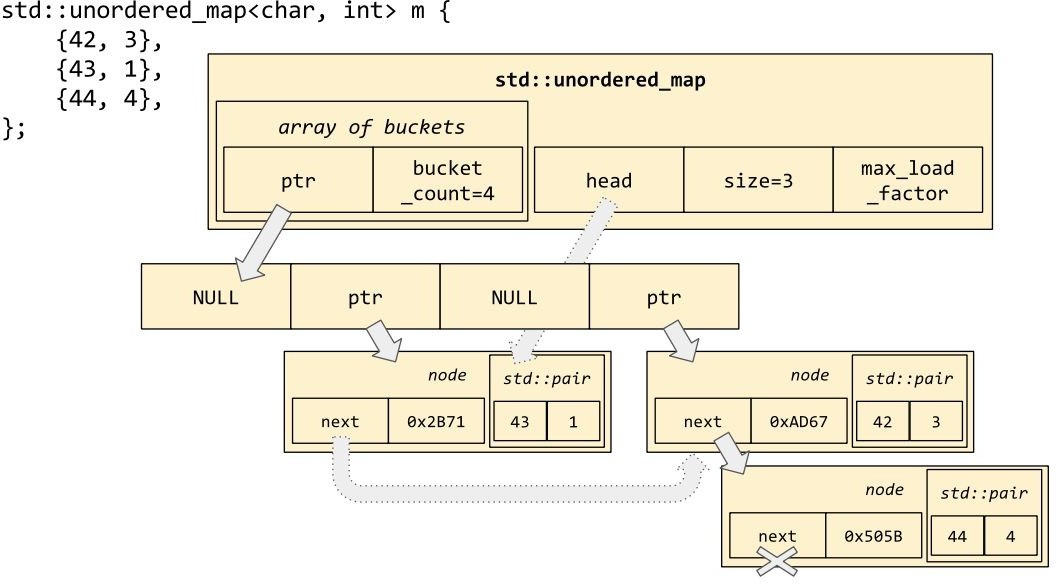 std::unordered_map<char, int> m {
    {42, 3},
    {43, 1},
    {44, 4},
};
std::unordered_map
array of buckets
ptr
bucket
_count=4
head
size=3
max_load
_factor
NULL
ptr
NULL
ptr
node
std::pair
next
0x2B71
43
1
node
std::pair
next
0xAD67
42
3
node
std::pair
next
0x505B
44
4